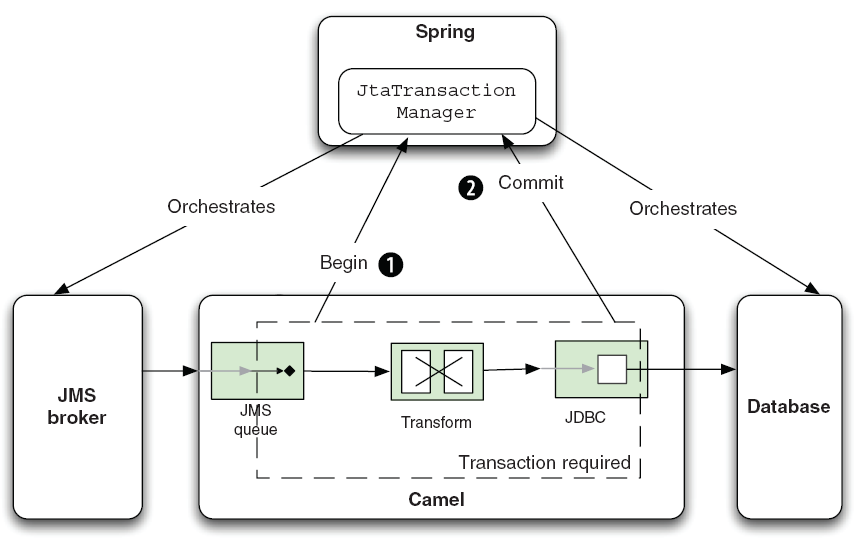 Spring
JtaTransaction
Manager
Orchestrates
2 Commit
Orchestrates
Begin 1
JMS
broker
JMS
queue
Transform
JDBC
Transaction required
Camel
Database